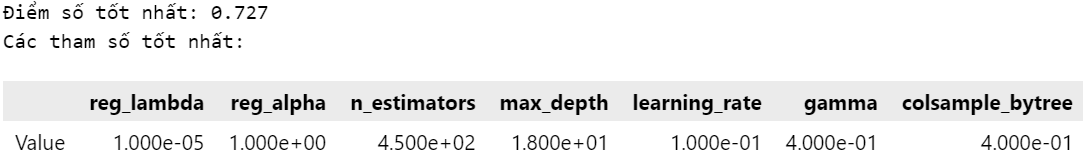 Điểm số tốt nhất: 0.727
Các tham số tốt nhất:
reg_lambda reg_alpha n_estimators max_depth learning_rate gamma colsample_bytree
Value 1.000e-05 1.000e+00 4.500e+02 1.800e+01 1.000e-01 4.000e-01 4.000e-01